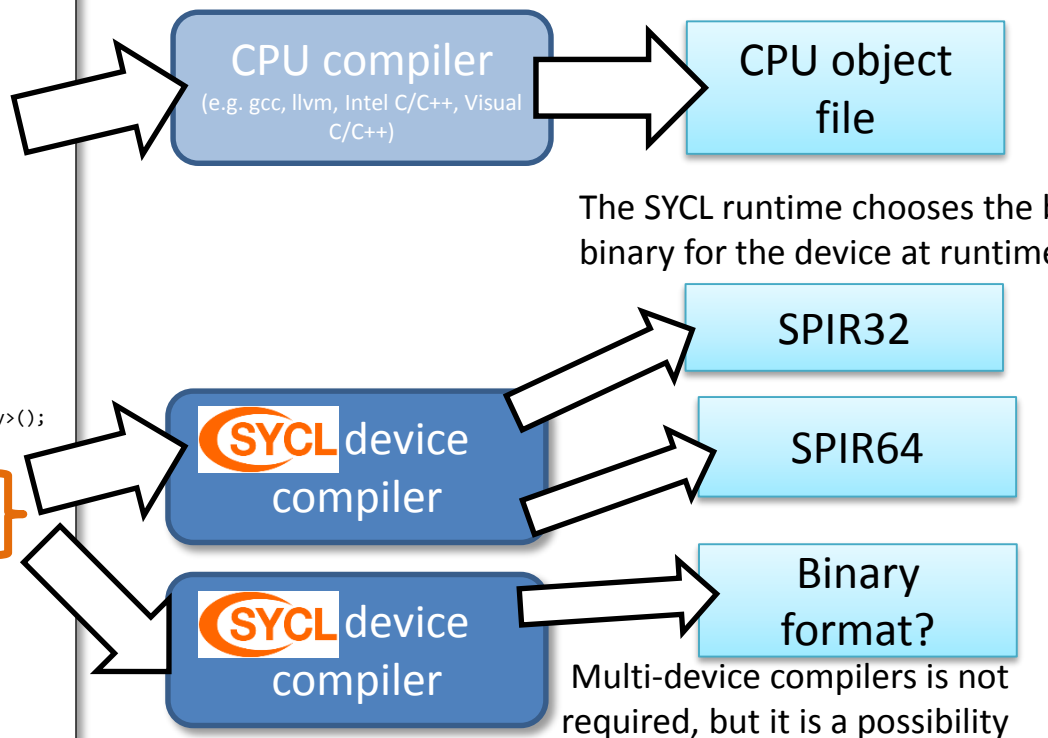 CPU compiler
(e.g. gcc, llvm, Intel C/C++, Visual
C/C++)
CPU object
file
The SYCL runtime chooses the
binary for the device at runtime
SPIR32
>();
SYCL device
compiler
SPIR64
SYCL device
compiler
Binary
format?
Multi-device compilers is not
required, but it is a possibility